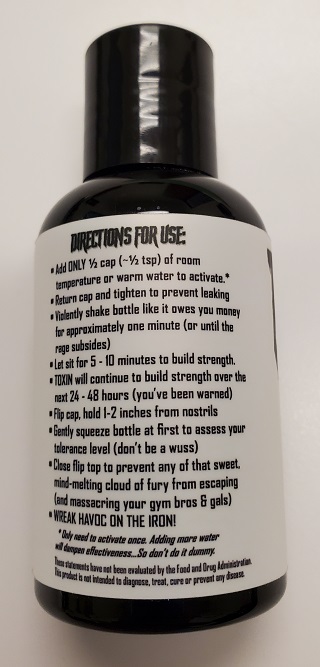 DIRECTIONS FOR USE:
• Add ONLY ½ cap (~½ tsp) of room
temperature or warm water to activate.*
• Return cap and tighten to prevent leaking
• Violently shake bottle like it owes you money
for approximately one minute (or until the
rage subsides)
• Let sit for 5 - 10 minutes to build strength.
• TOXIN will continue to build strength over the
next 24 - 48 hours (you've been warned)
• Flip cap, hold 1-2 inches from nostrils
• Gently squeeze bottle at first to assess your
tolerance level (don't be a wuss)
• Close flip top to prevent any of that sweet,
mind-melting cloud of fury from escaping
(and massacring your gym bros & gals)
• WREAK HAVOC ON THE IRON!
* Only need to activate once. Adding more water
will dampen effectiveness...So don't do it dummy.
These statements have not been evaluated by the Food and Drug Administration.
This product is not intended to diagnose, treat, cure or prevent any disease.